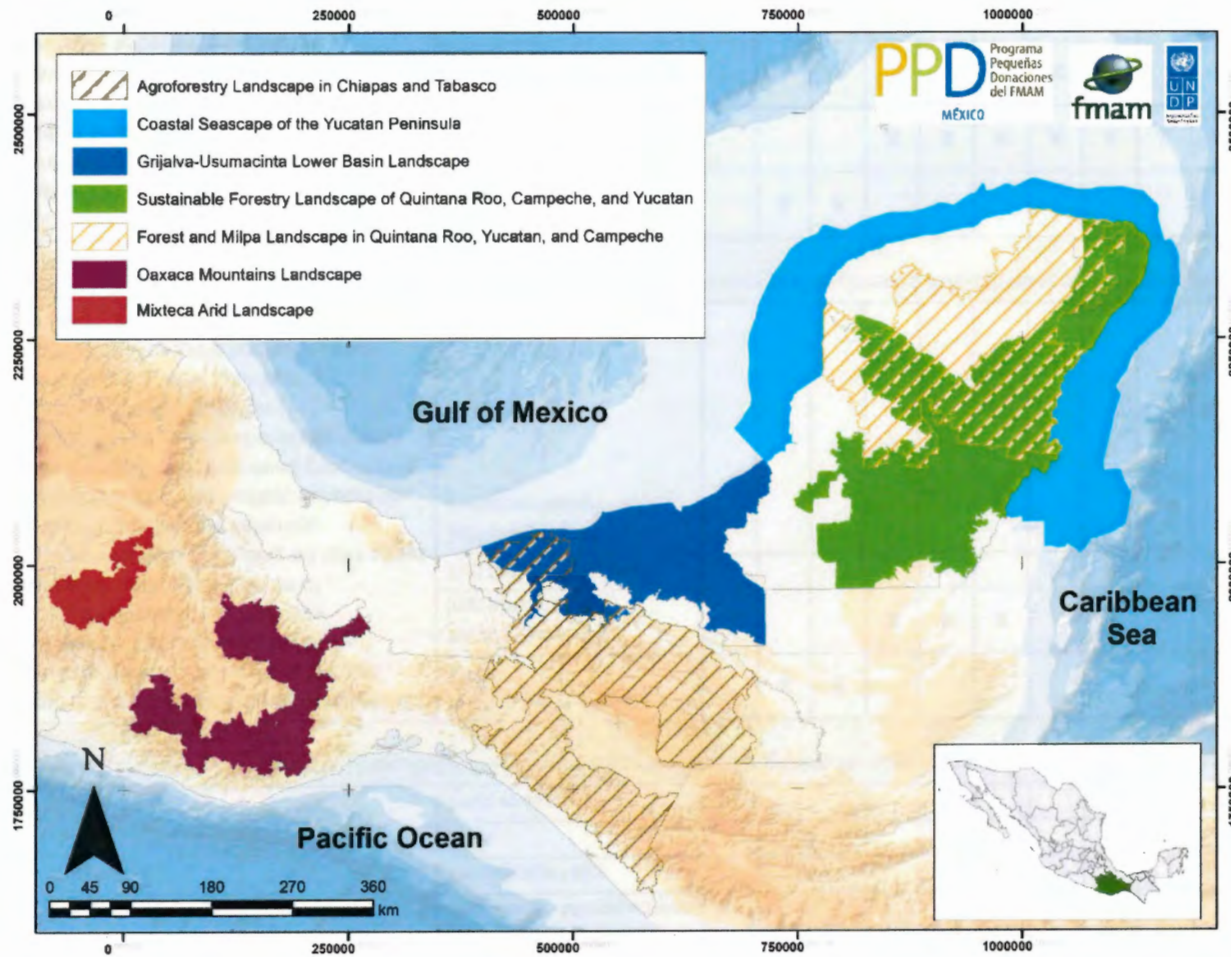 0 250000 500000 750000 1000000
Agroforestry Landscape in Chiapas and Tabasco
Coastal Seascape of the Yucatan Peninsula
Grijalva-Usumacinta Lower Basin Landscape
Sustainable Forestry Landscape of Quintana Roo, Campeche, and Yucatan
Forest and Milpa Landscape in Quintana Roo, Yucatan, and Campeche
Oaxaca Mountains Landscape
Mixteca Arid Landscape
PPD
MÉXICO
Programa
Pequeñas
Donaciones
del FMAM
fmam
U N
D P
2500000
2250000
2000000
1750000
Gulf of Mexico
Caribbean
Sea
Pacific Ocean
N
0 45 90 180 270 360
km
0 250000 500000 750000 1000000